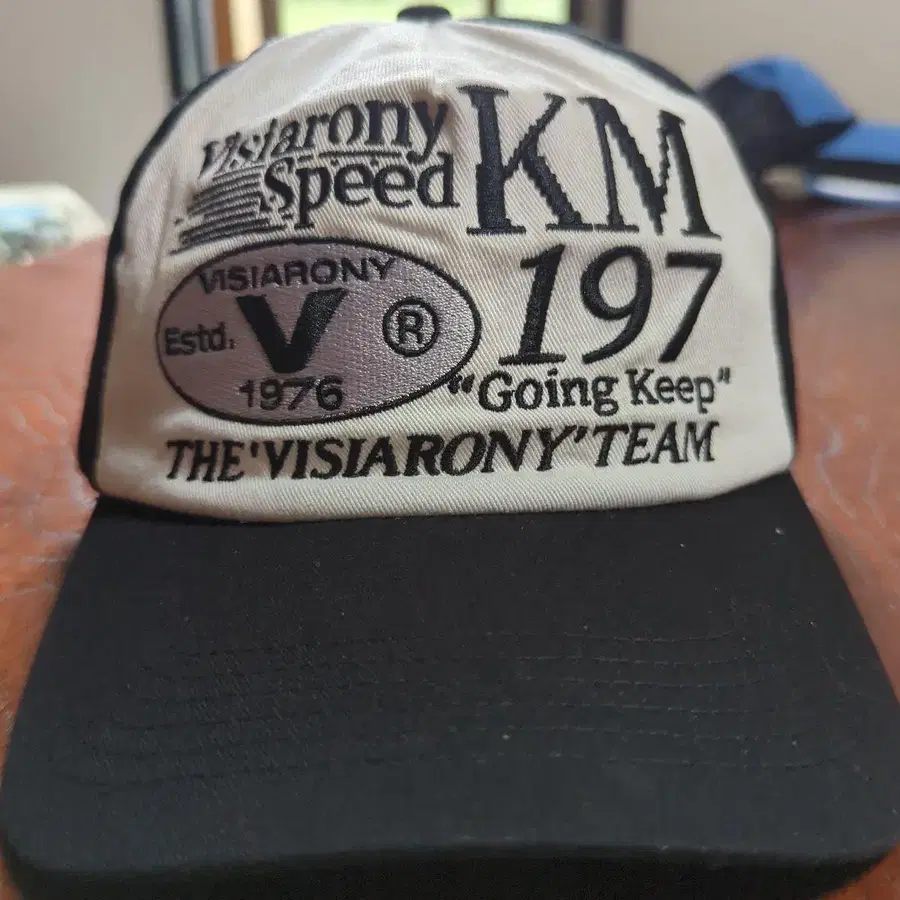 Visiarony
Speed
KM
197
VISIARONY
Estd. V ®
1976
"Going Keep"
THE 'VISIARONY' TEAM